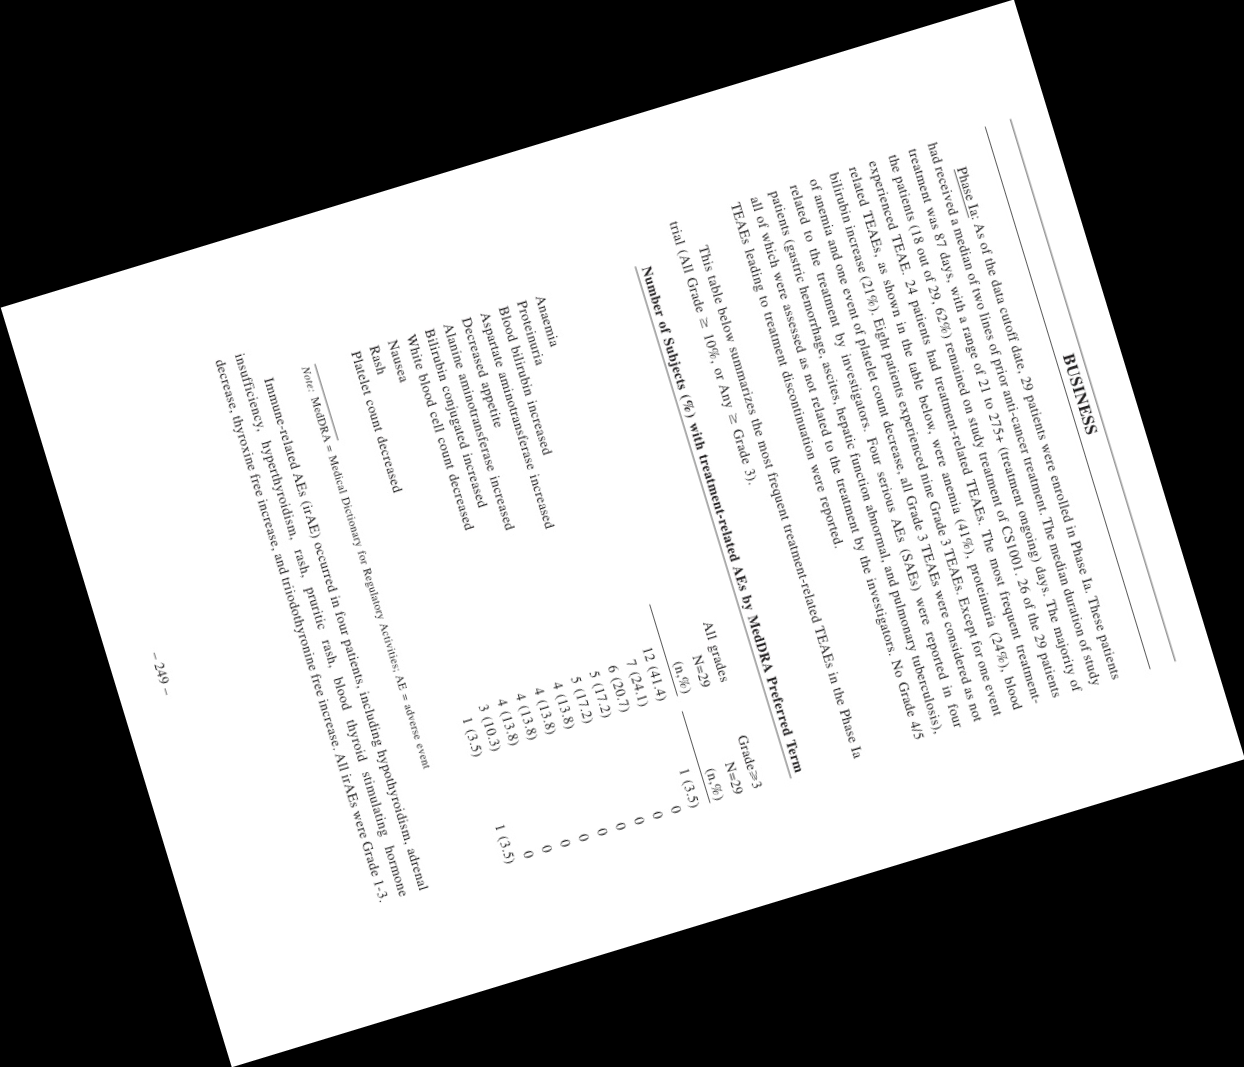 BUSINESS
Phase Ia: As of the data cutoff date, 29 patients were enrolled in Phase Ia. These patients
had received a median of two lines of prior anti-cancer treatment. The median duration of study
treatment was 87 days, with a range of 21 to 275+ (treatment ongoing) days. The majority of
the patients (18 out of 29, 62%) remained on study treatment of CS1001. 26 of the 29 patients
experienced TEAE. 24 patients had treatment-related TEAEs. The most frequent treatment-
related TEAEs, as shown in the table below, were anemia (41%), proteinuria (24%), blood
bilirubin increase (21%). Eight patients experienced nine Grade 3 TEAEs. Except for one event
of anemia and one event of platelet count decrease, all Grade 3 TEAEs were considered as not
related to the treatment by investigators. Four serious AEs (SAEs) were reported in four
patients (gastric hemorrhage, ascites, hepatic function abnormal, and pulmonary tuberculosis),
all of which were assessed as not related to the treatment by the investigators. No Grade 4/5
TEAEs leading to treatment discontinuation were reported.
This table below summarizes the most frequent treatment-related TEAEs in the Phase Ia
trial (All Grade ≥ 10%, or Any ≥ Grade 3).
Number of Subjects (%) with treatment-related AEs by MedDRA Preferred Term
All grades Grade≥3
N=29 N=29
(n,%) (n,%)
Anaemia 12 (41.4) 1 (3.5)
Proteinuria 7 (24.1) 0
Blood bilirubin increased 6 (20.7) 0
Aspartate aminotransferase increased 5 (17.2) 0
Decreased appetite 5 (17.2) 0
Alanine aminotransferase increased 4 (13.8) 0
Bilirubin conjugated increased 4 (13.8) 0
White blood cell count decreased 4 (13.8) 0
Nausea 4 (13.8) 0
Rash 3 (10.3) 0
Platelet count decreased 1 (3.5) 1 (3.5)
Note: MedDRA = Medical Dictionary for Regulatory Activities; AE = adverse event
Immune-related AEs (irAE) occurred in four patients, including hypothyroidism, adrenal
insufficiency, hyperthyroidism, rash, pruritic rash, blood thyroid stimulating hormone
decrease, thyroxine free increase, and triiodothyronine free increase. All irAEs were Grade 1-3.
– 249 –